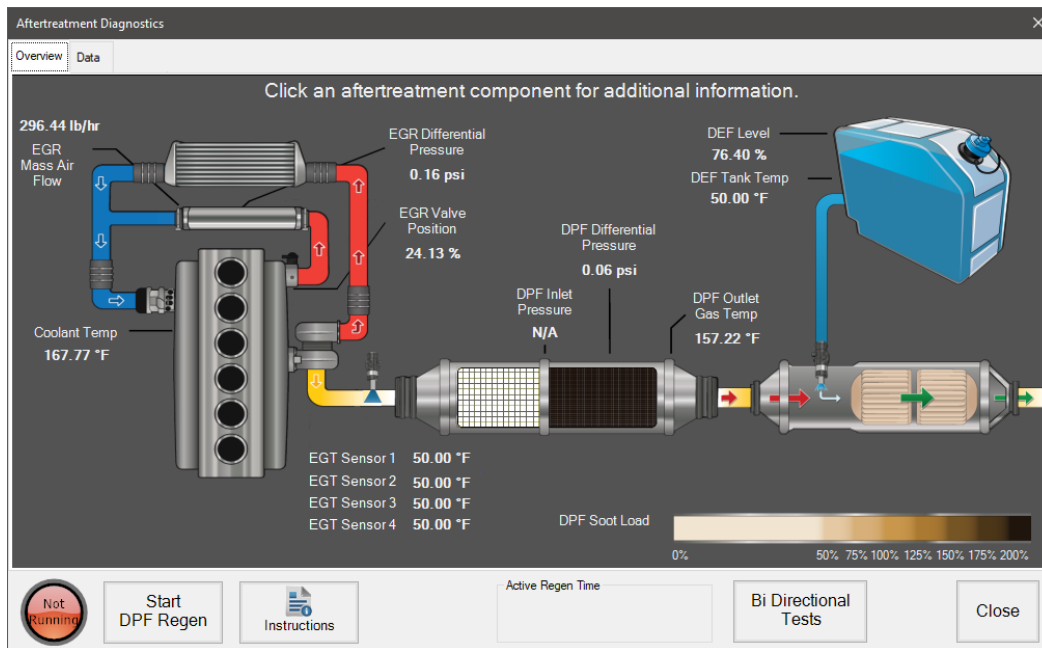 Aftertreatment Diagnostics
Overview
Data
Click an aftertreatment component for additional information.
296.44 lb/hr
EGR
Mass Air
Flow
EGR Differential
Pressure
0.16 psi
EGR Valve
Position
24.13 %
DEF Level
76.40 %
DEF Tank Temp
50.00 °F
DPF Differential
Pressure
0.06 psi
DPF Inlet
Pressure
N/A
DPF Outlet
Gas Temp
157.22 °F
Coolant Temp
167.77 °F
EGT Sensor 1 50.00 °F
EGT Sensor 2 50.00 °F
EGT Sensor 3 50.00 °F
EGT Sensor 4 50.00 °F
DPF Soot Load
0% 50% 75% 100% 125% 150% 175% 200%
Not
Running
Start
DPF Regen
Instructions
Active Regen Time
Bi Directional
Tests
Close